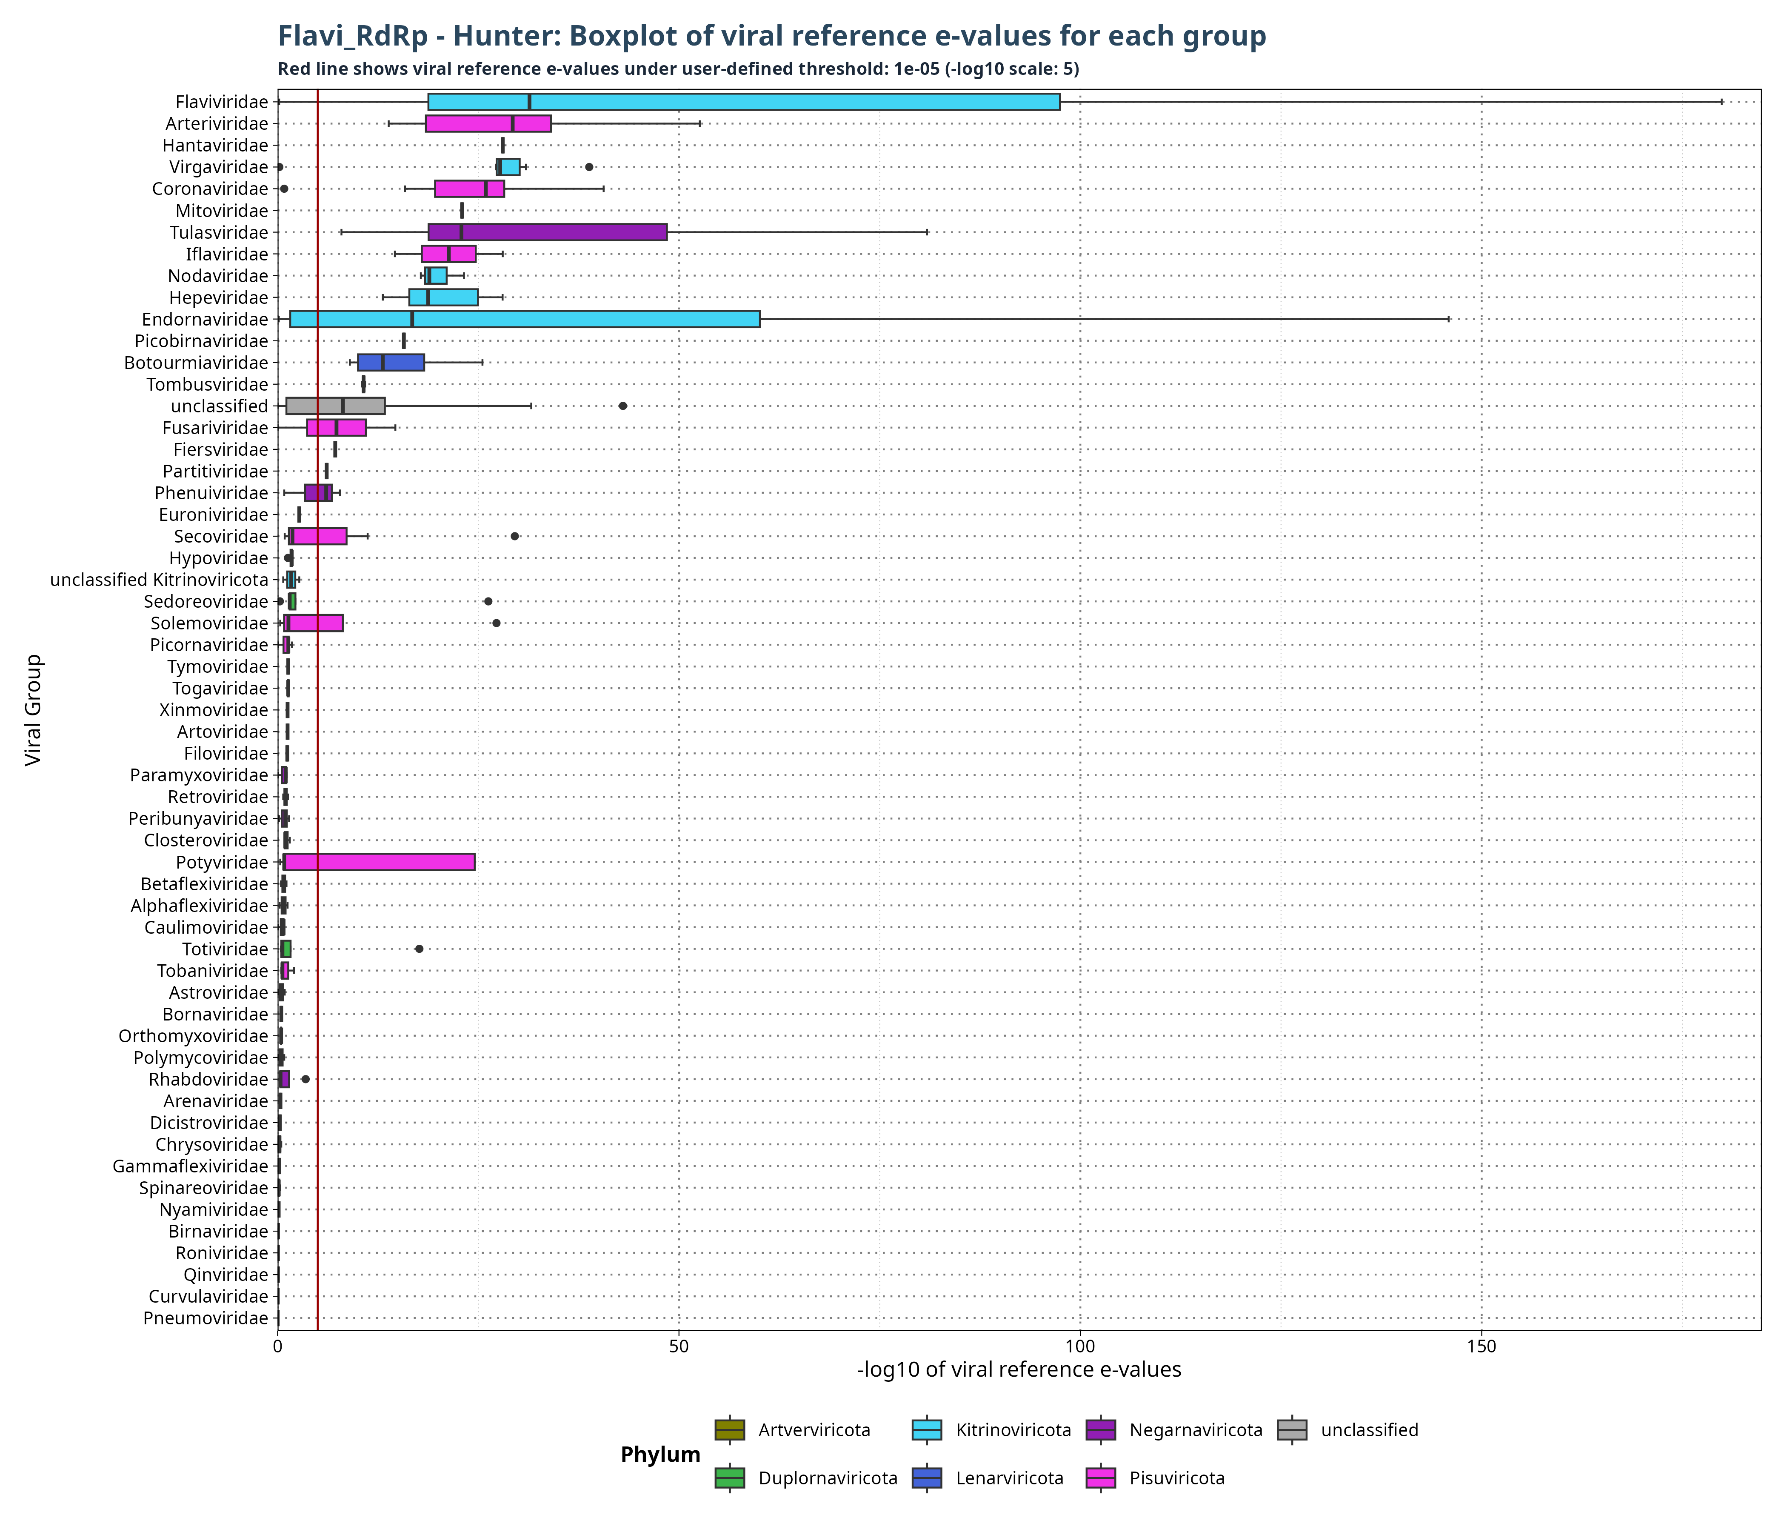 Flavi_RdRp - Hunter: Boxplot of viral reference e-values for each group
Red line shows viral reference e-values under user-defined threshold: 1e-05 (-log10 scale: 5)
Viral Group
Flaviviridae
Arteriviridae
Hantaviridae
Virgaviridae
Coronaviridae
Mitoviridae
Tulasviridae
Iflaviridae
Nodaviridae
Hepeviridae
Endornaviridae
Picobirnaviridae
Botourmiaviridae
Tombusviridae
unclassified
Fusariviridae
Fiersviridae
Partitiviridae
Phenuiviridae
Euroniviridae
Secoviridae
Hypoviridae
unclassified Kitrinoviricota
Sedoreoviridae
Solemoviridae
Picornaviridae
Tymoviridae
Togaviridae
Xinmoviridae
Artoviridae
Filoviridae
Paramyxoviridae
Retroviridae
Peribunyaviridae
Closteroviridae
Potyviridae
Betaflexiviridae
Alphaflexiviridae
Caulimoviridae
Totiviridae
Tobaniviridae
Astroviridae
Bornaviridae
Orthomyxoviridae
Polymycoviridae
Rhabdoviridae
Arenaviridae
Dicistroviridae
Chrysoviridae
Gammaflexiviridae
Spinareoviridae
Nyamiviridae
Birnaviridae
Roniviridae
Qinviridae
Curvulaviridae
Pneumoviridae
0 50 100 150
-log10 of viral reference e-values
Phylum
Artverviricota Kitrinoviricota Negarnaviricota unclassified
Duplornaviricota Lenarviricota Pisuviricota